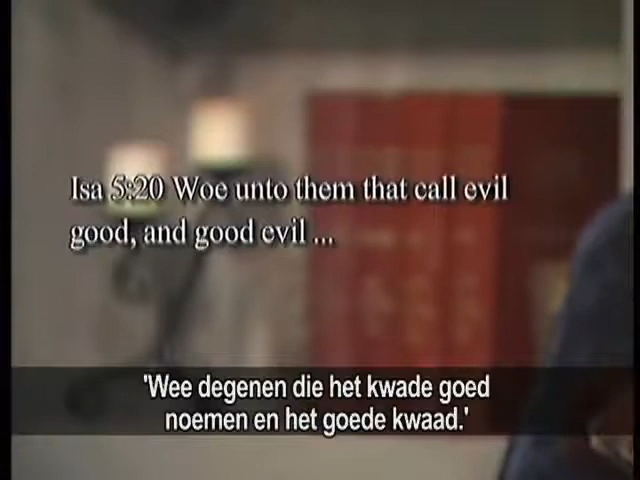 Isa 5:20 Woe unto them that call evil
good, and good evil ...
'Wee degenen die het kwade goed
noemen en het goede kwaad.'